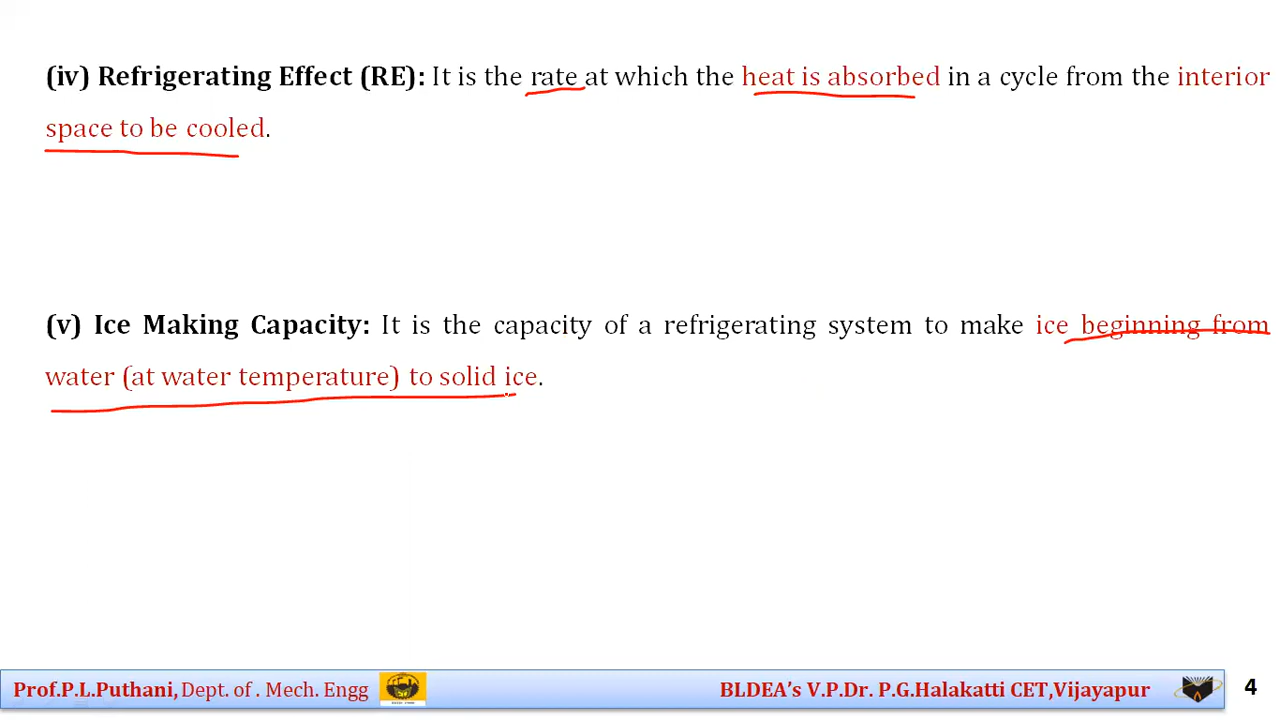 (iv) Refrigerating Effect (RE): It is the rate at which the heat is absorbed in a cycle from the interior
space to be cooled.
(v) Ice Making Capacity: It is the capacity of a refrigerating system to make ice beginning from
water (at water temperature) to solid ice.
Prof.P.L.Puthani, Dept. of . Mech. Engg
BLDEA’s V.P.Dr. P.G.Halakatti CET,Vijayapur
4